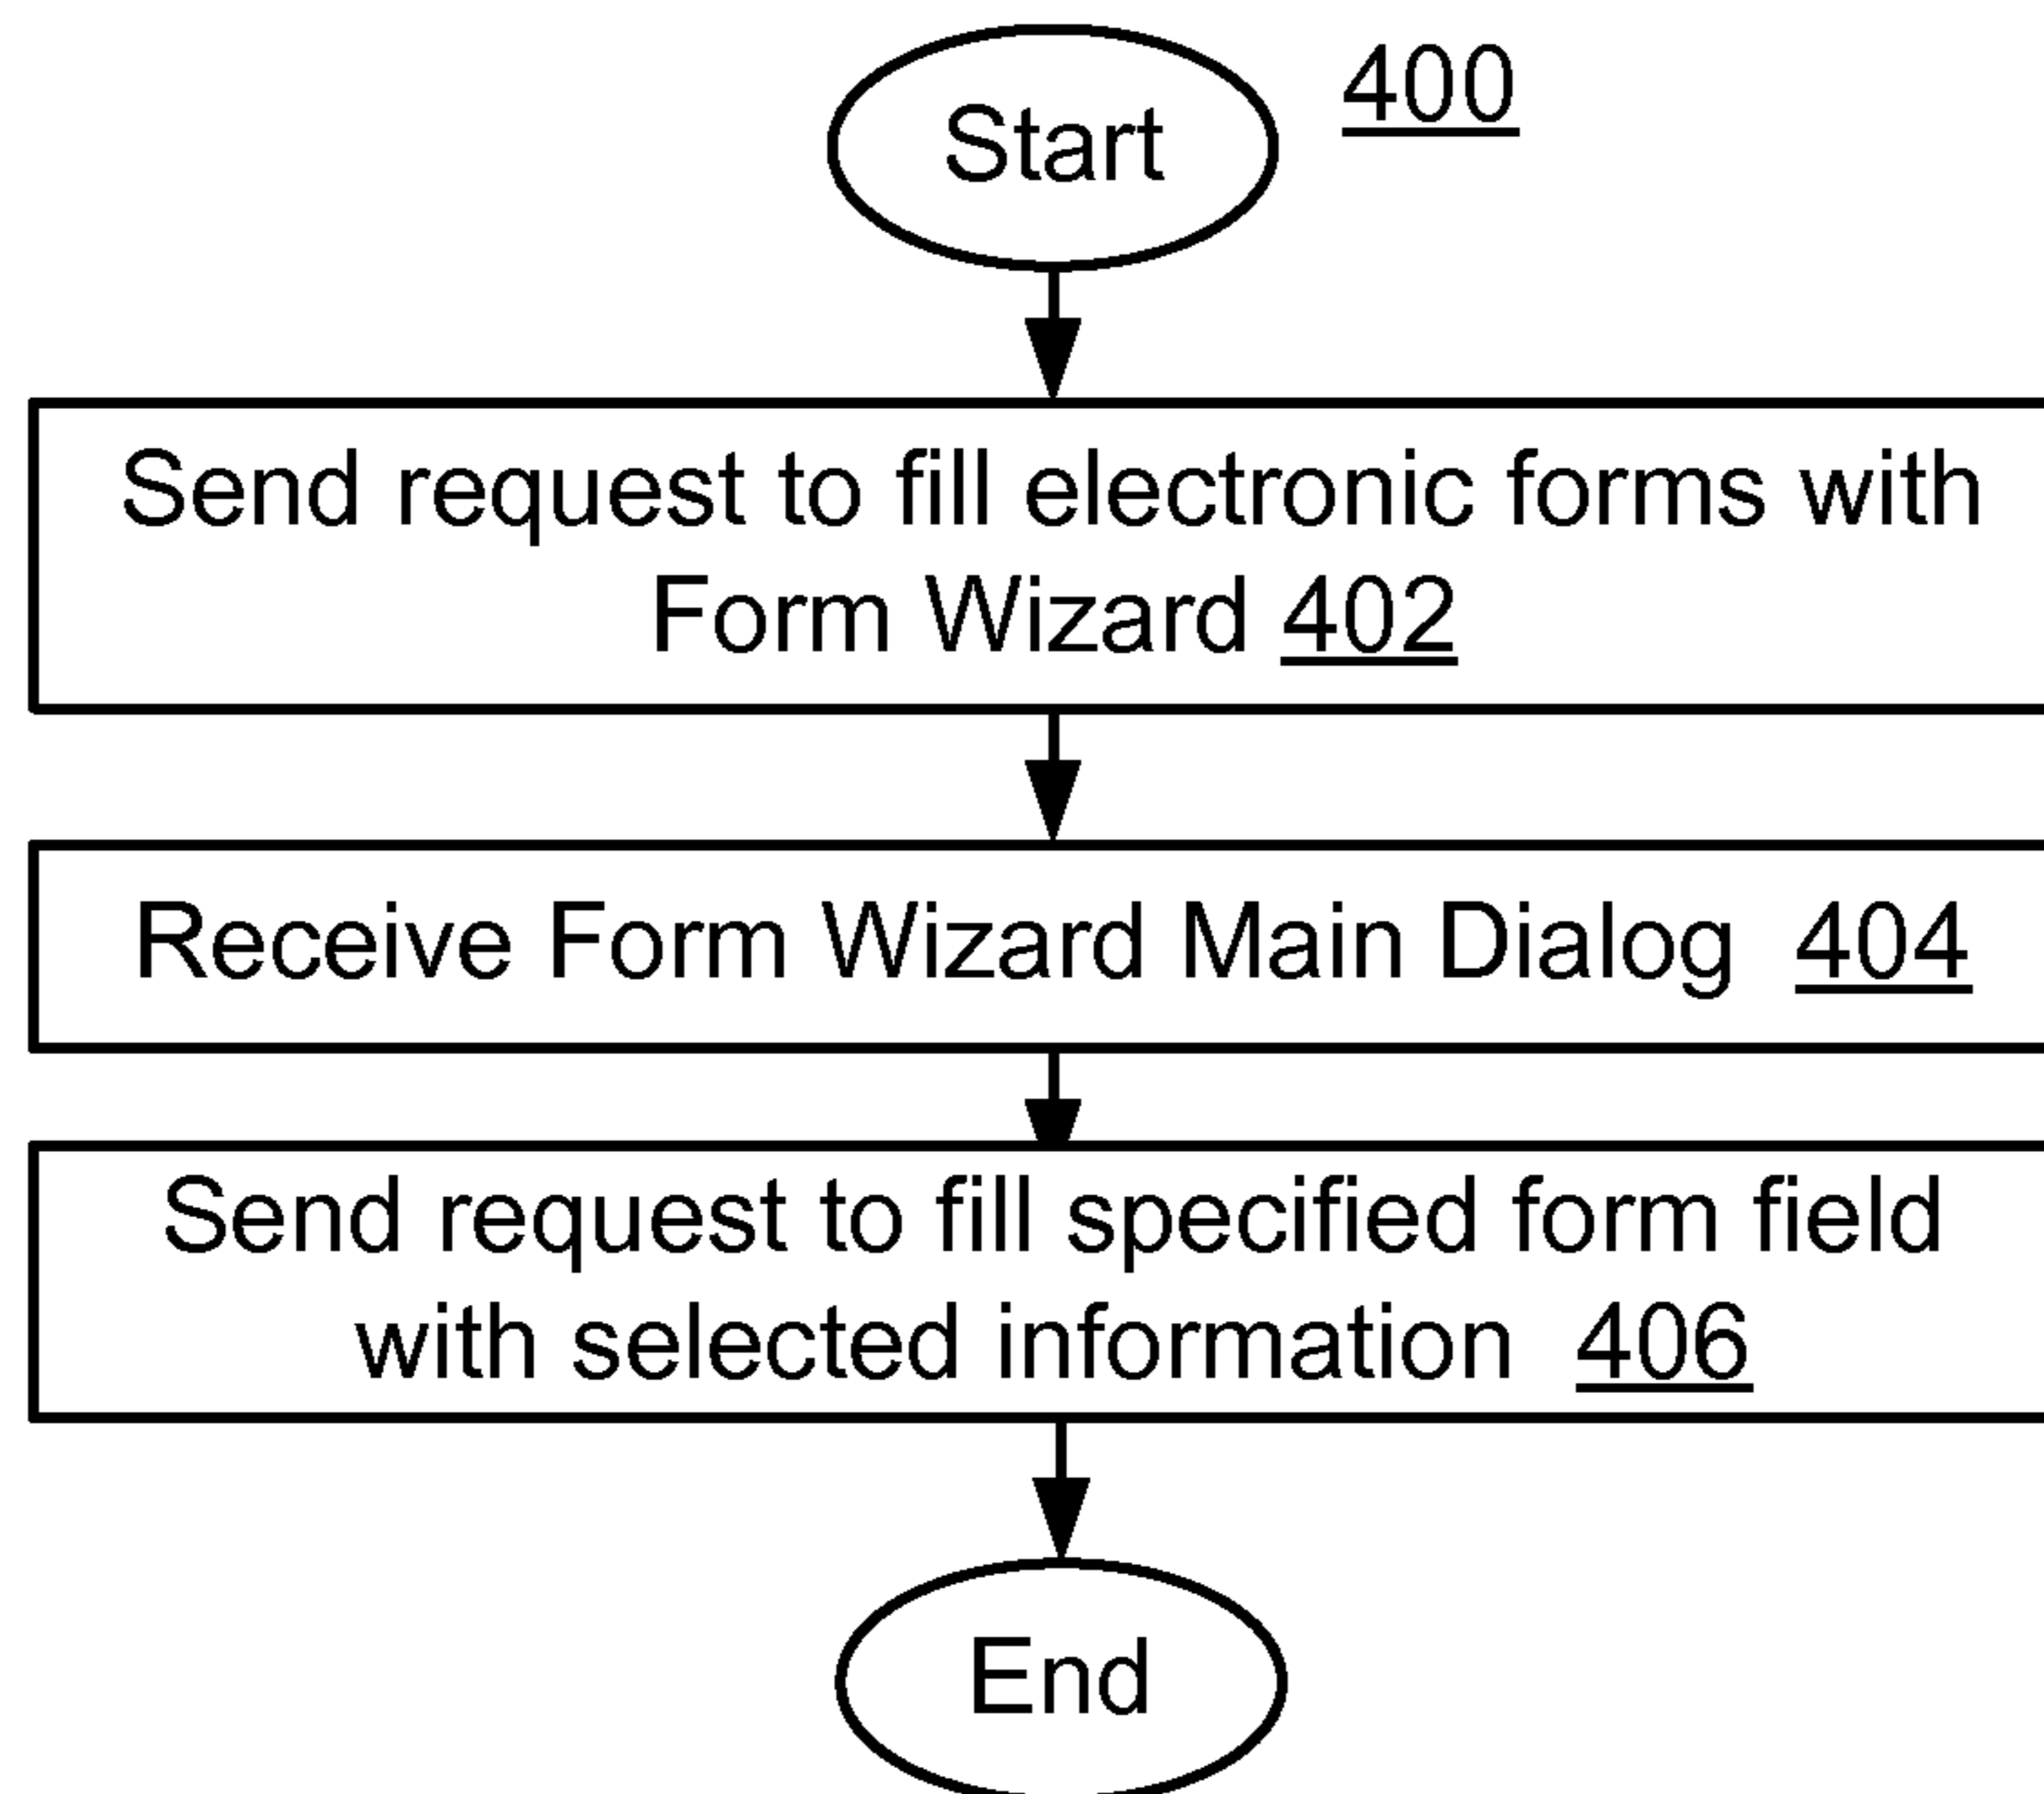 Start
400
Send request to fill electronic forms with
Form Wizard 402
Receive Form Wizard Main Dialog 404
Send request to fill specified form field
with selected information 406
End